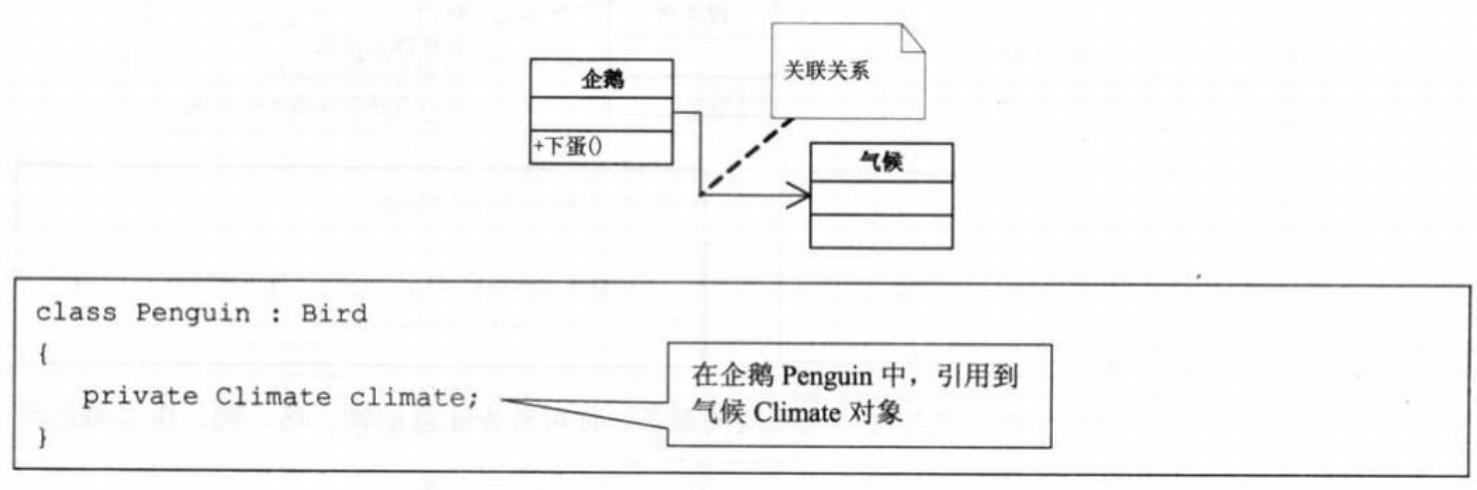 企鹅
关联关系
+下蛋()
气候
class Penguin : Bird
{
private Climate climate;
在企鹅 Penguin 中，引用到
气候 Climate 对象
}